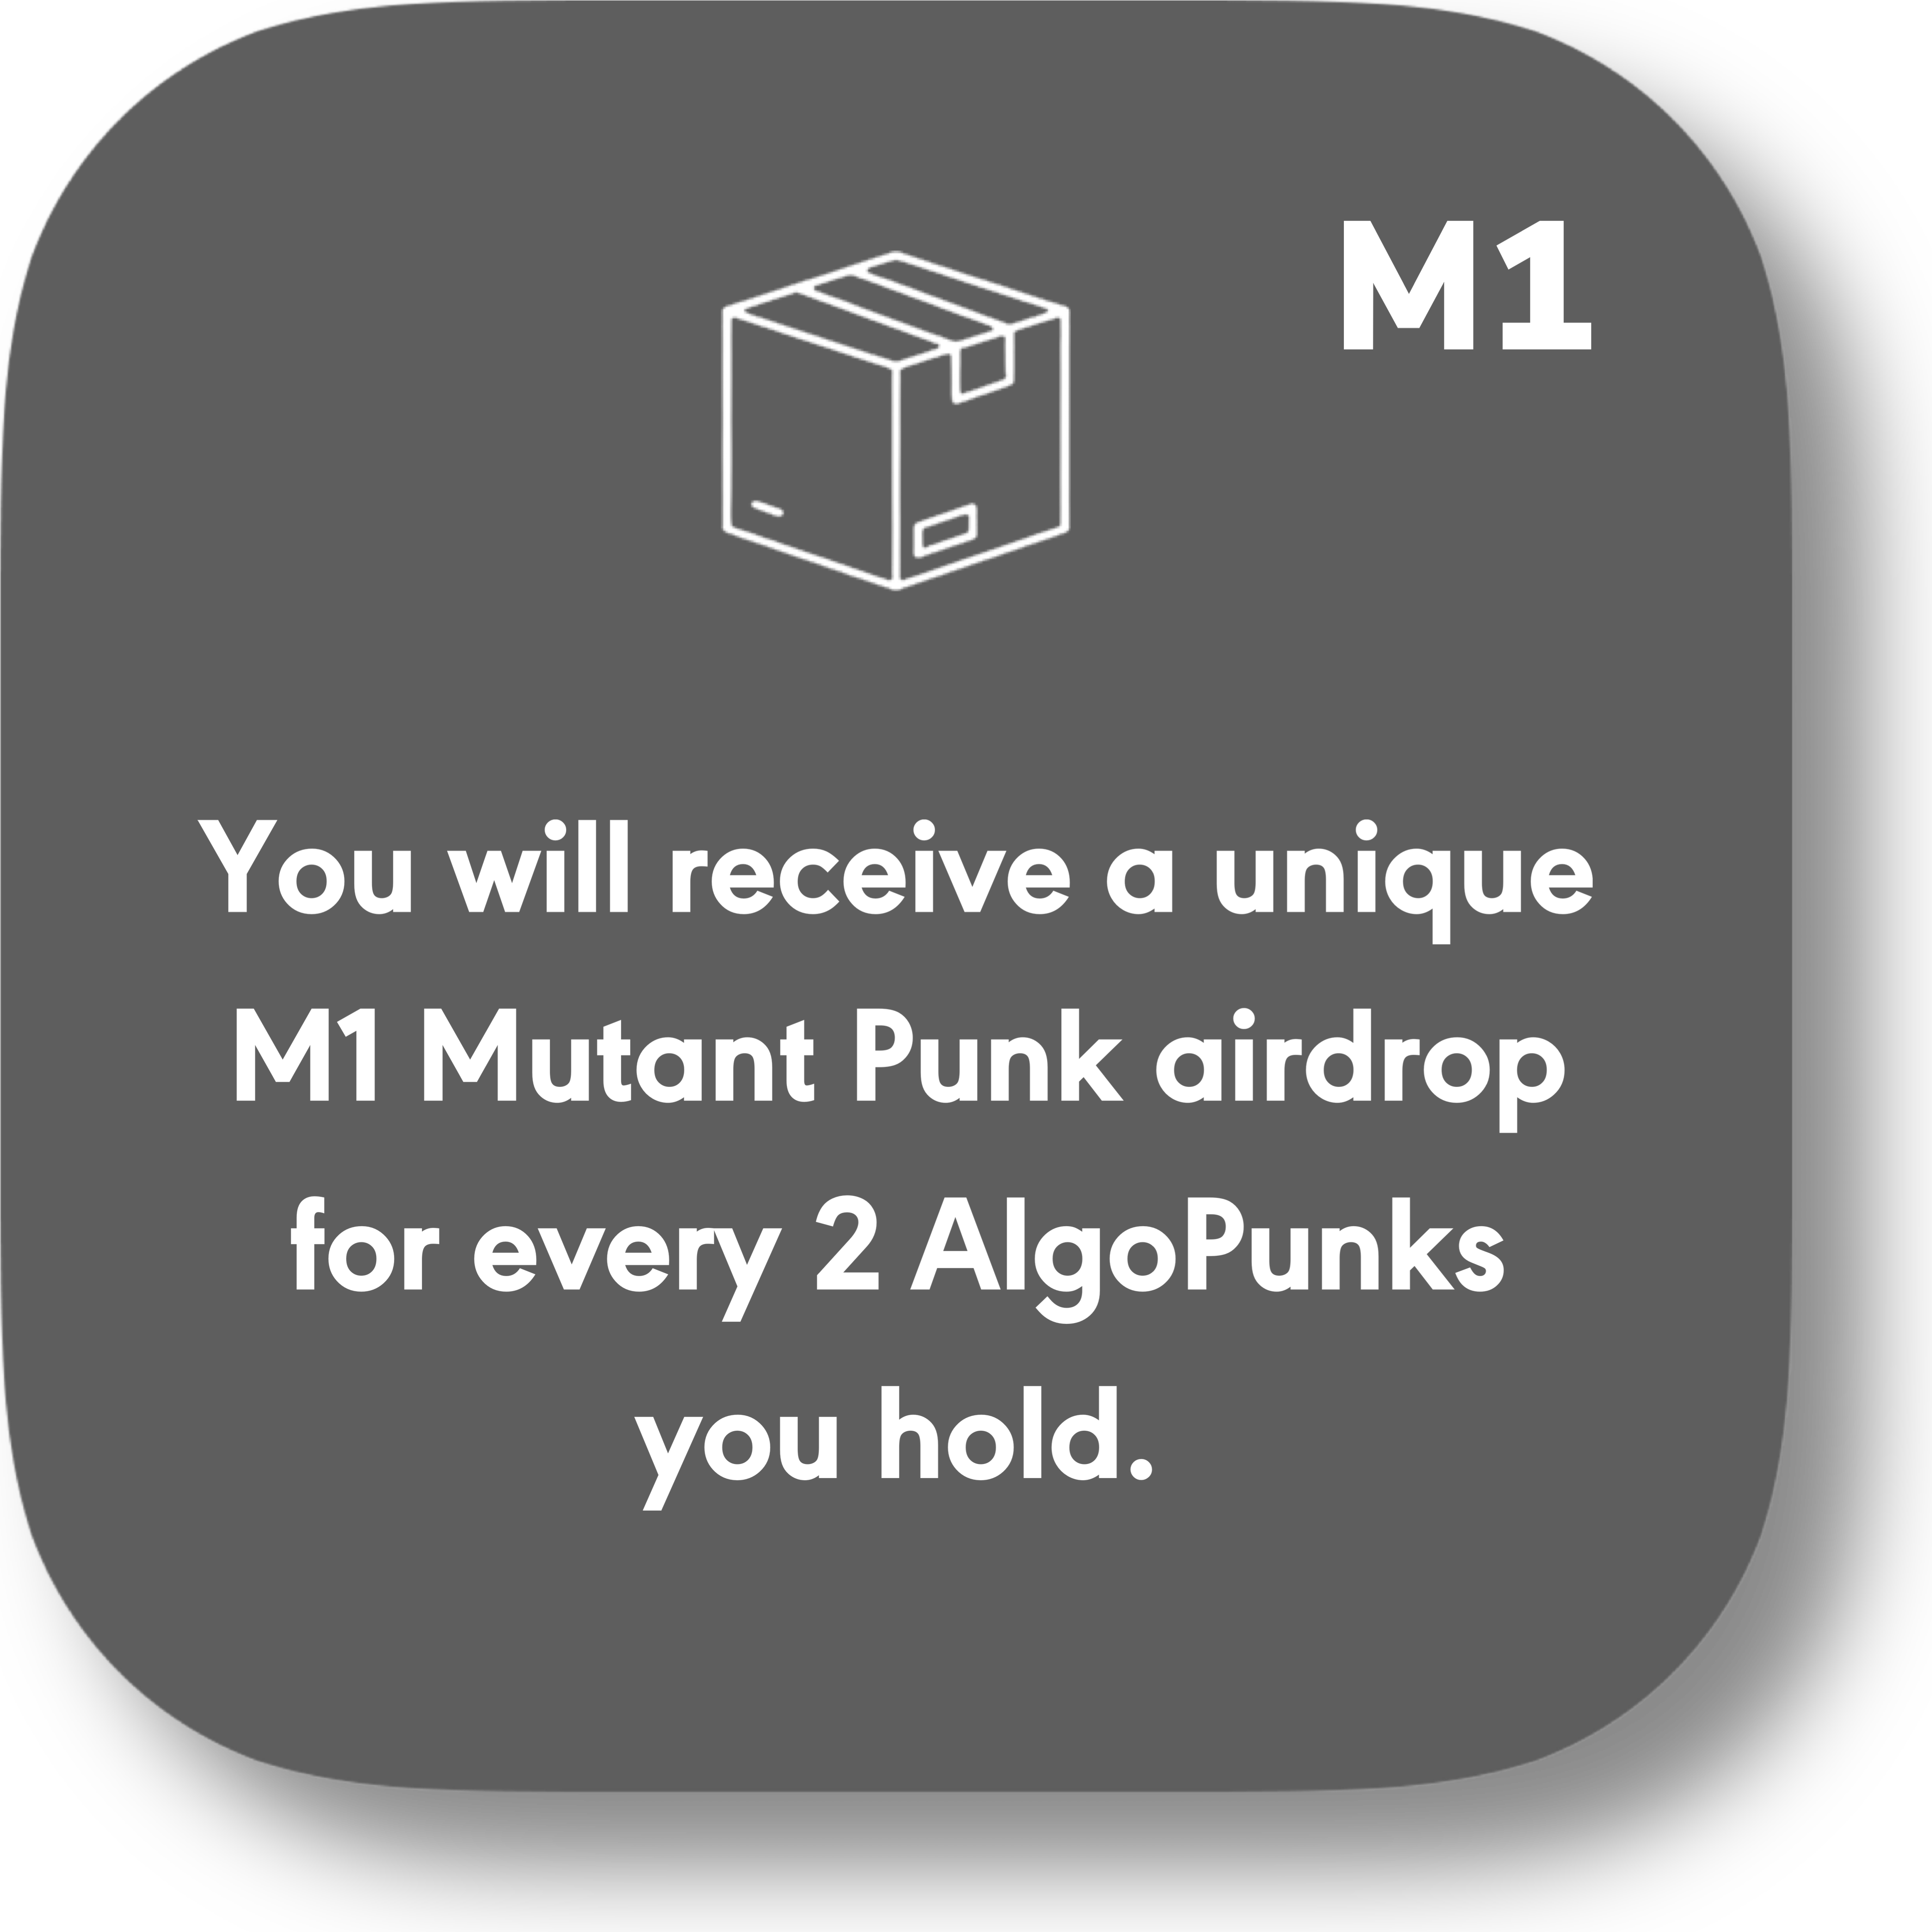 M1
You will receive a unique
M1 Mutant Punk airdrop
for every 2 AlgoPunks
you hold.